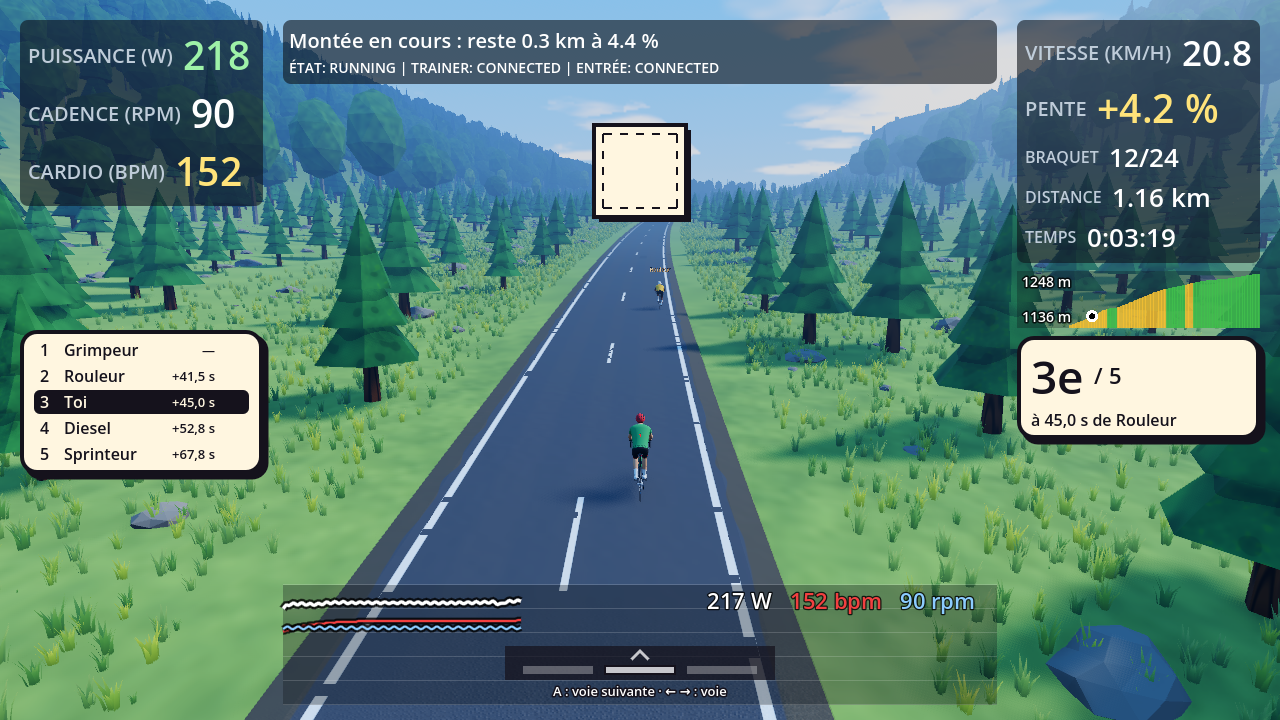 PUISSANCE (W) 218
CADENCE (RPM) 90
CARDIO (BPM) 152
Montée en cours : reste 0.3 km à 4.4 %
ÉTAT: RUNNING | TRAINER: CONNECTED | ENTRÉE: CONNECTED
VITESSE (KM/H) 20.8
PENTE +4.2 %
BRAQUET 12/24
DISTANCE 1.16 km
TEMPS 0:03:19
1248 m
1136 m
1 Grimpeur —
2 Rouleur +41,5 s
3 Toi +45,0 s
4 Diesel +52,8 s
5 Sprinteur +67,8 s
3e / 5
à 45,0 s de Rouleur
217 W 152 bpm 90 rpm
A : voie suivante · ← → : voie